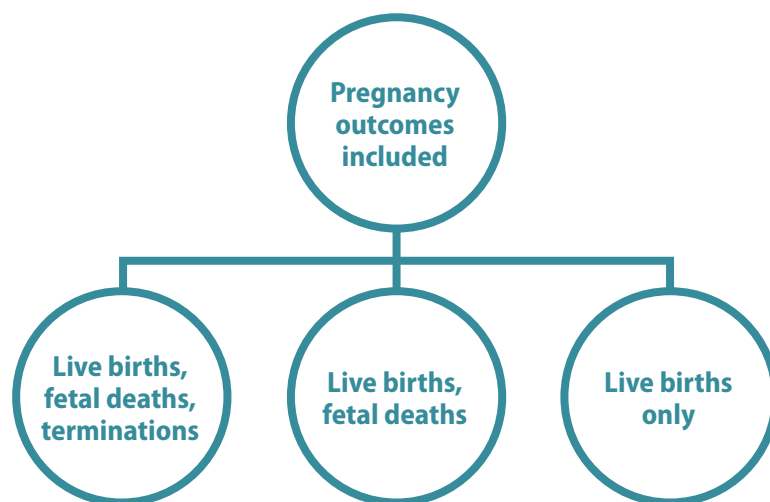 Pregnancy
outcomes
included
Live births,
fetal deaths,
terminations
Live births,
fetal deaths
Live births
only